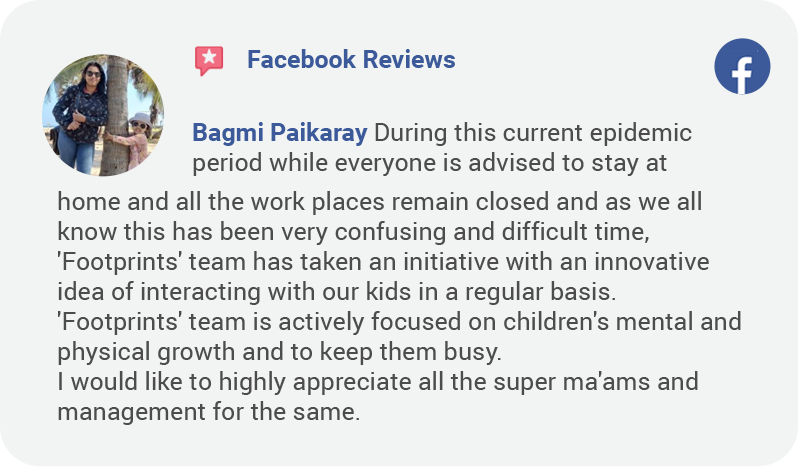 Facebook Reviews
Bagmi Paikaray During this current epidemic
period while everyone is advised to stay at
home and all the work places remain closed and as we all
know this has been very confusing and difficult time,
'Footprints' team has taken an initiative with an innovative
idea of interacting with our kids in a regular basis.
'Footprints' team is actively focused on children's mental and
physical growth and to keep them busy.
I would like to highly appreciate all the super ma'ams and
management for the same.